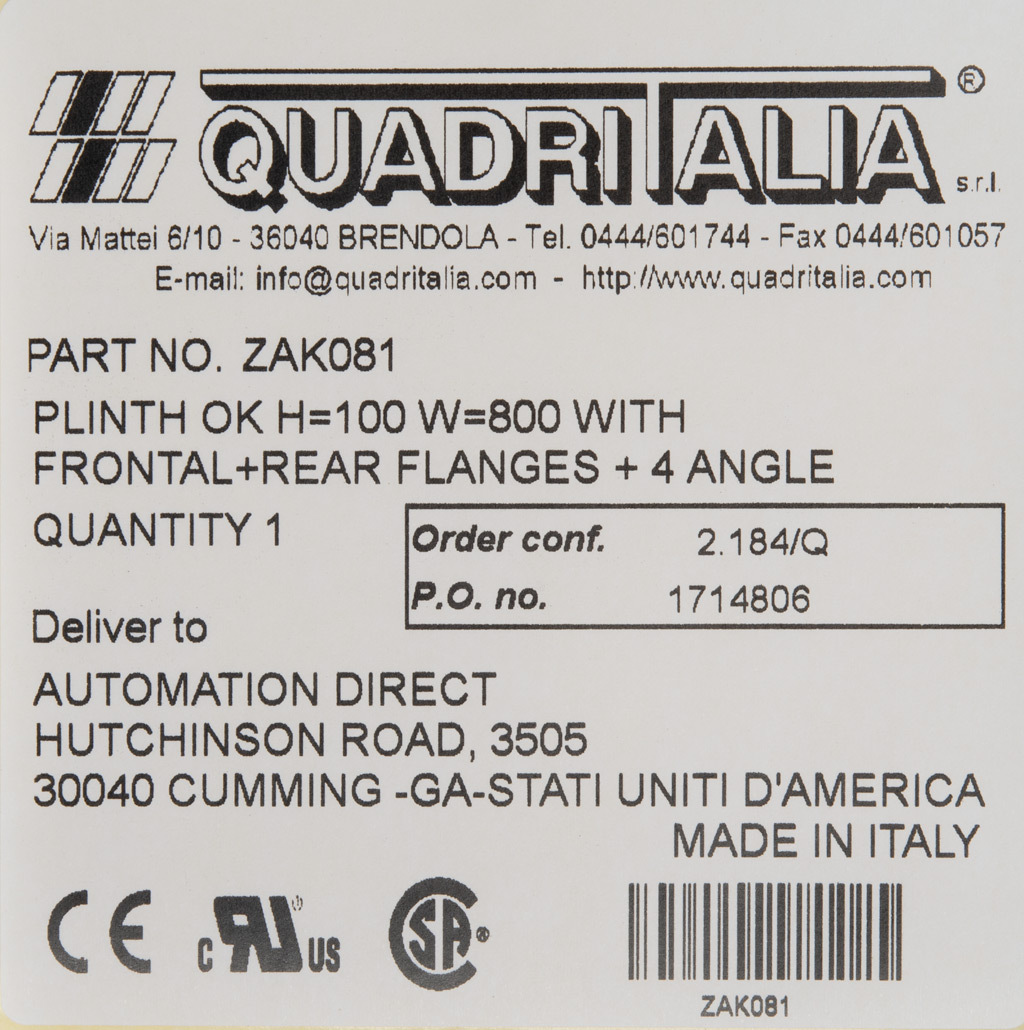 QUADRITALIA ® s.r.l.
Via Mattei 6/10 - 36040 BRENDOLA - Tel. 0444/601744 - Fax 0444/601057
E-mail: info@quadritalia.com - http://www.quadritalia.com
PART NO. ZAK081
PLINTH OK H=100 W=800 WITH
FRONTAL+REAR FLANGES + 4 ANGLE
QUANTITY 1
Order conf. 2.184/Q
P.O. no. 1714806
Deliver to
AUTOMATION DIRECT
HUTCHINSON ROAD, 3505
30040 CUMMING -GA-STATI UNITI D'AMERICA
MADE IN ITALY
CE c RU US SA ®
ZAK081